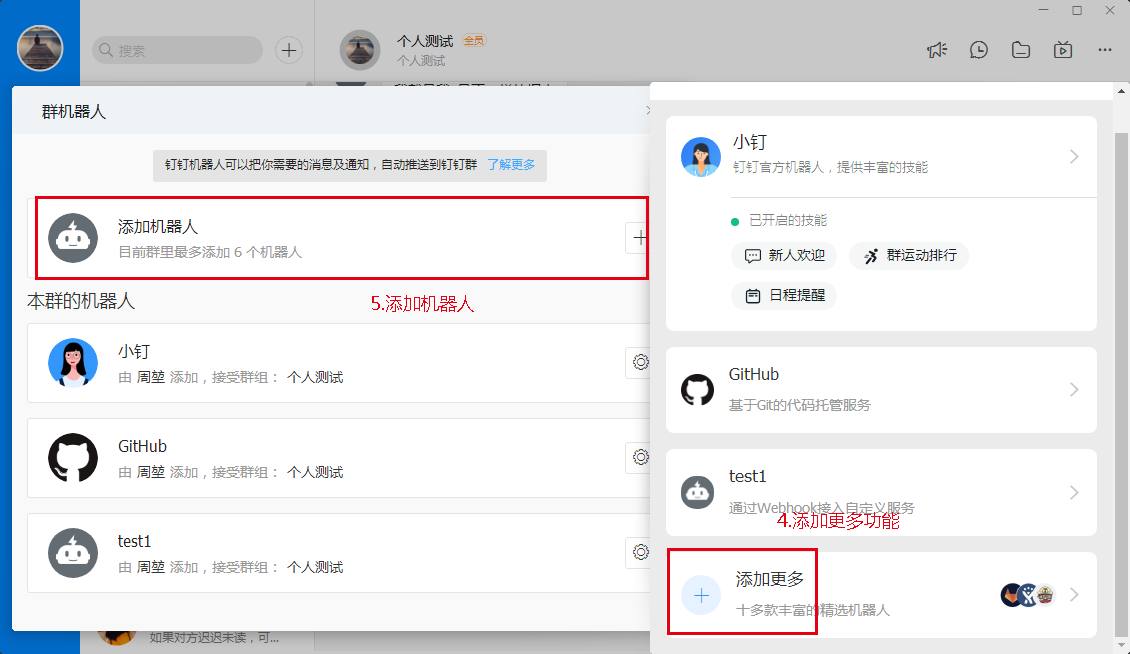 搜索
个人测试 全员
个人测试
群机器人
钉钉机器人可以把你需要的消息及通知，自动推送到钉钉群 了解更多
添加机器人
目前群里最多添加 6 个机器人
5.添加机器人
本群的机器人
小钉
由 周堃 添加，接受群组： 个人测试
GitHub
由 周堃 添加，接受群组： 个人测试
test1
由 周堃 添加，接受群组： 个人测试
如果对方迟迟未读，可...
小钉
钉钉官方机器人，提供丰富的技能
已开启的技能
新人欢迎
群运动排行
日程提醒
GitHub
基于Git的代码托管服务
test1
通过Webhook接入自定义服务
4.添加更多功能
添加更多
十多款丰富的精选机器人